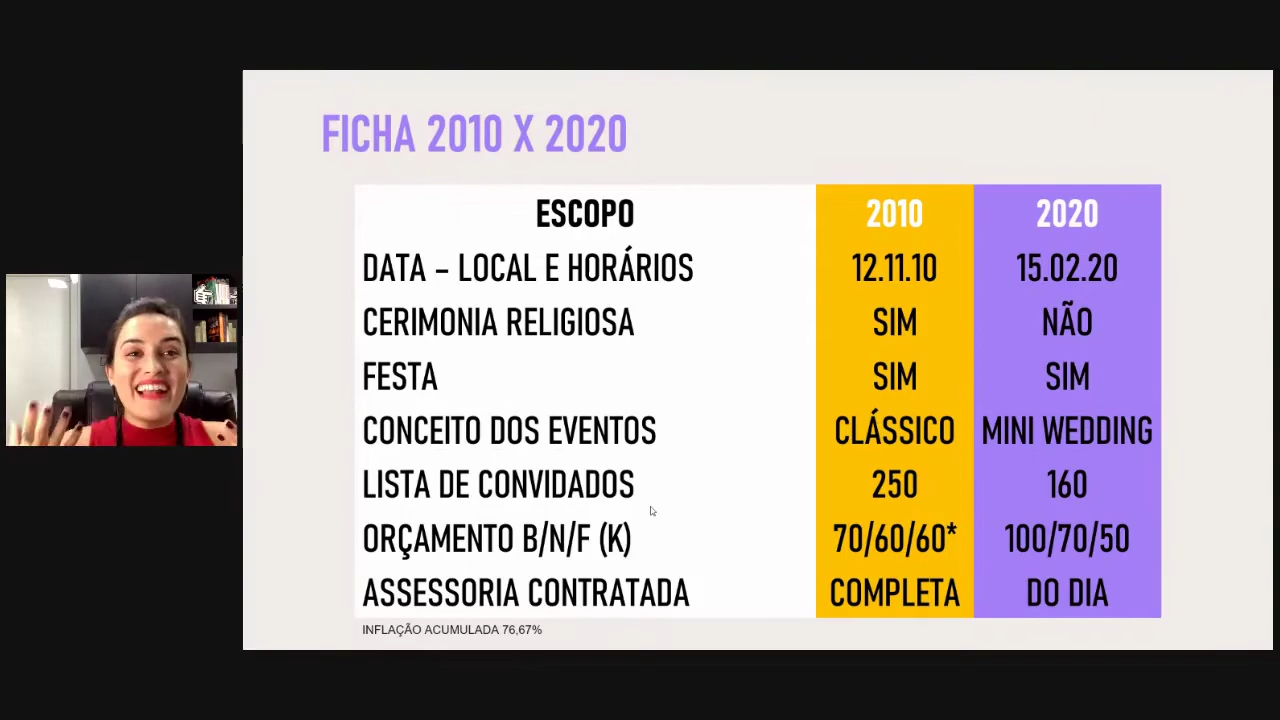 FICHA 2010 X 2020
ESCOPO 2010 2020
DATA – LOCAL E HORÁRIOS 12.11.10 15.02.20
CERIMONIA RELIGIOSA SIM NÃO
FESTA SIM SIM
CONCEITO DOS EVENTOS CLÁSSICO MINI WEDDING
LISTA DE CONVIDADOS 250 160
ORÇAMENTO B/N/F (K) 70/60/60* 100/70/50
ASSESSORIA CONTRATADA COMPLETA DO DIA
INFLAÇÃO ACUMULADA 76,67%